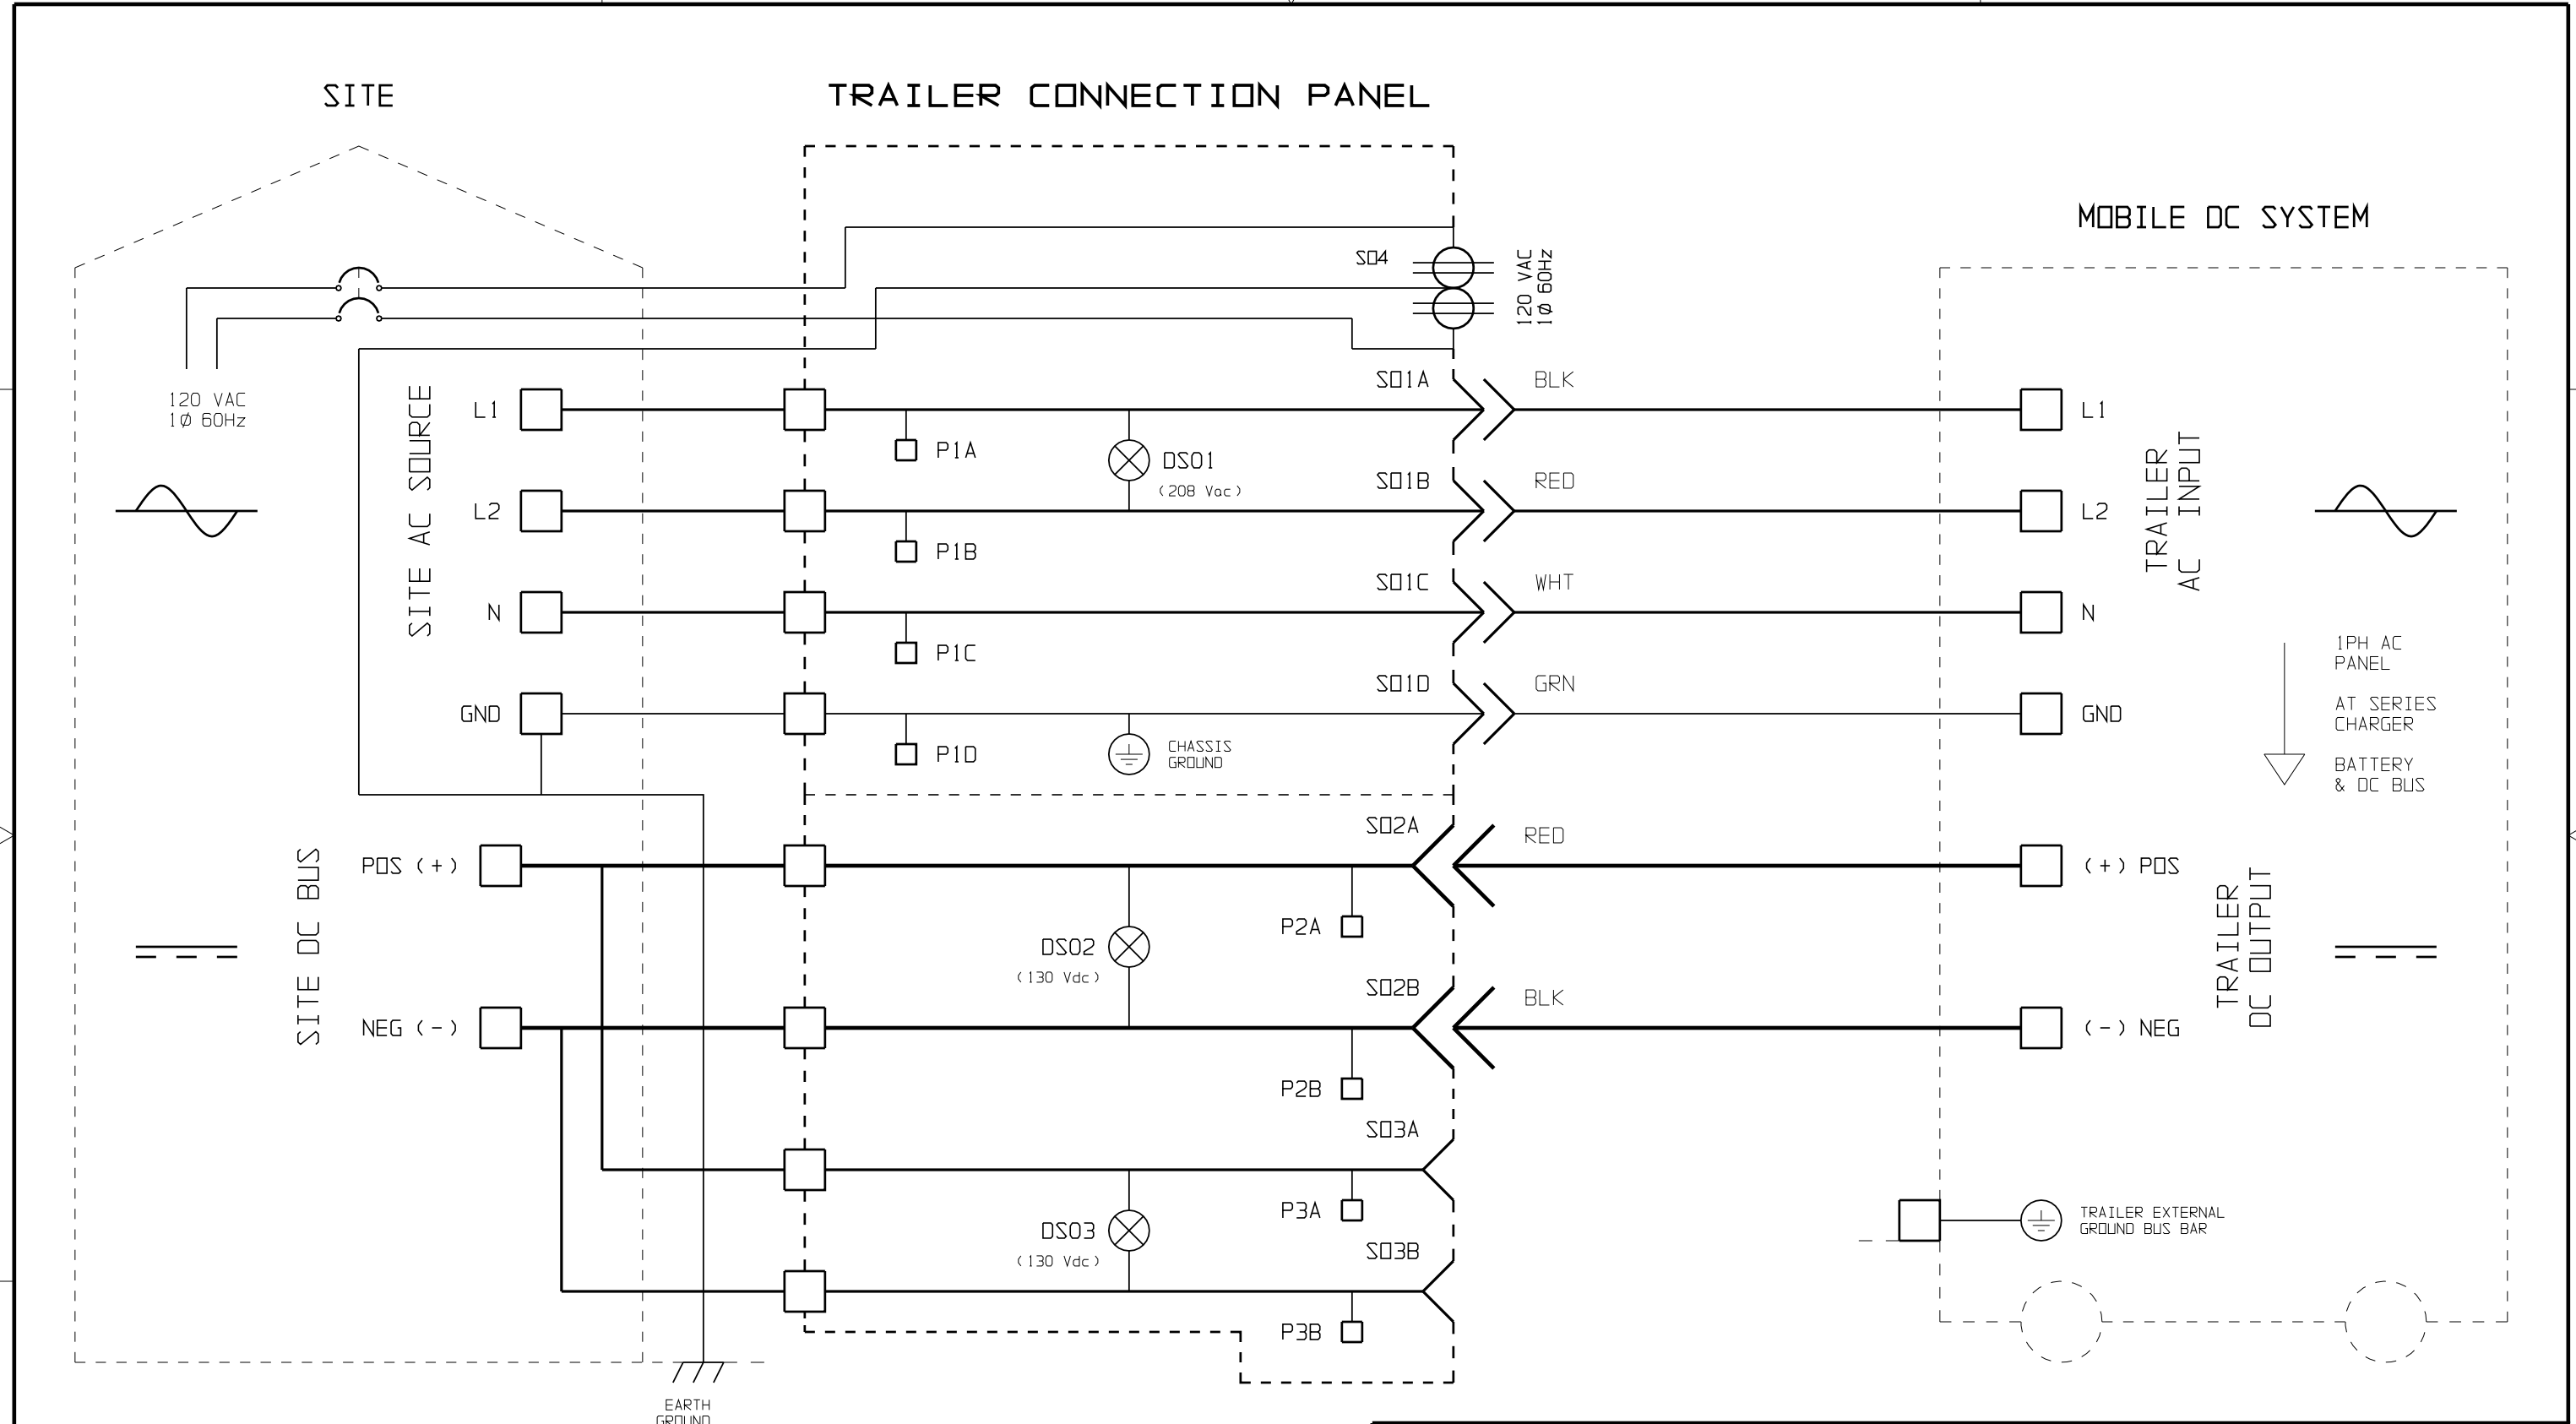 SITE
TRAILER CONNECTION PANEL
MOBILE DC SYSTEM
SO4
120 VAC
1Ø 60Hz
120 VAC
1Ø 60Hz
SITE AC SOURCE
L1
P1A
DSO1
(208 Vac)
SO1A
BLK
L1
L2
P1B
SO1B
RED
L2
N
P1C
SO1C
WHT
N
TRAILER
AC INPUT
GND
P1D
CHASSIS
GROUND
SO1D
GRN
GND
1PH AC
PANEL
AT SERIES
CHARGER
BATTERY
& DC BUS
SITE DC BUS
POS (+)
SO2A
RED
(+) POS
P2A
DSO2
(130 Vdc)
NEG (-)
SO2B
BLK
(-) NEG
TRAILER
DC OUTPUT
P2B
SO3A
P3A
DSO3
(130 Vdc)
SO3B
P3B
TRAILER EXTERNAL
GROUND BUS BAR
EARTH
GROUND